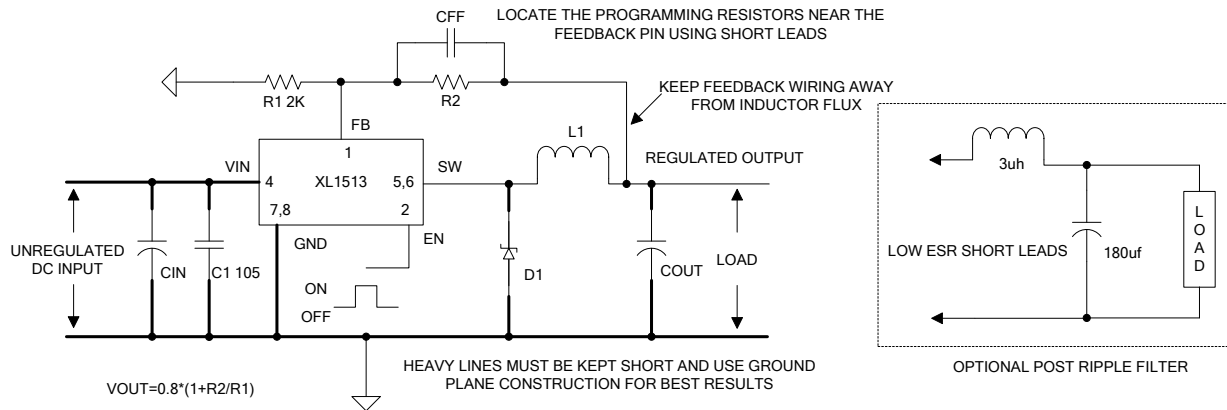 CFF
LOCATE THE PROGRAMMING RESISTORS NEAR THE
FEEDBACK PIN USING SHORT LEADS
R1 2K
R2
KEEP FEEDBACK WIRING AWAY
FROM INDUCTOR FLUX
FB
L1
VIN
1
SW
REGULATED OUTPUT
4
XL1513
5,6
7,8
2
GND
EN
UNREGULATED
DC INPUT
CIN
C1 105
ON
OFF
D1
COUT
LOAD
HEAVY LINES MUST BE KEPT SHORT AND USE GROUND
PLANE CONSTRUCTION FOR BEST RESULTS
VOUT=0.8*(1+R2/R1)
3uh
LOW ESR SHORT LEADS
180uf
LOAD
OPTIONAL POST RIPPLE FILTER